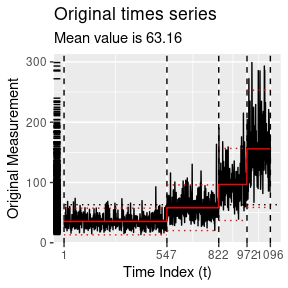 Original times series
Mean value is 63.16
Original Measurement
300
200
100
0
1 547 822 972 1096
Time Index (t)